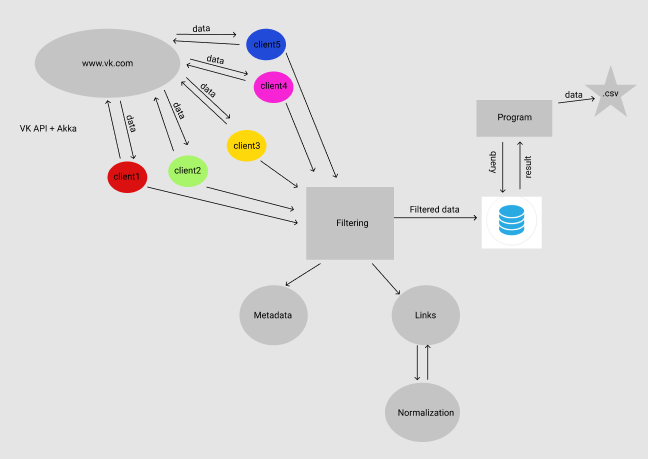 data
client5
www.vk.com
data
client4
data
data
data
VK API + Akka
client3
client1
client2
.csv
data
Program
query
result
Filtered data
Filtering
Metadata
Links
Normalization